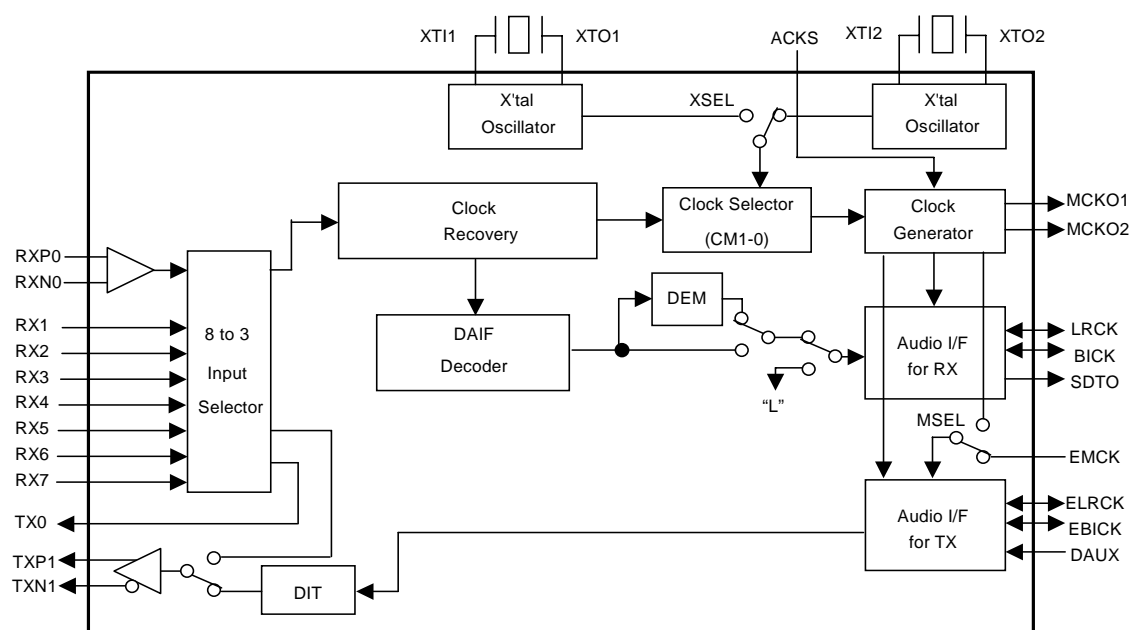 XTI1
XTO1
ACKS
XTI2
XTO2
X'tal
Oscillator
XSEL
X'tal
Oscillator
Clock
Recovery
Clock Selector
(CM1-0)
Clock
Generator
MCKO1
MCKO2
RXP0
RXN0
RX1
RX2
RX3
RX4
RX5
RX6
RX7
8 to 3
Input
Selector
DEM
DAIF
Decoder
“L”
Audio I/F
for RX
LRCK
BICK
SDTO
MSEL
EMCK
TX0
TXP1
TXN1
DIT
Audio I/F
for TX
ELRCK
EBICK
DAUX